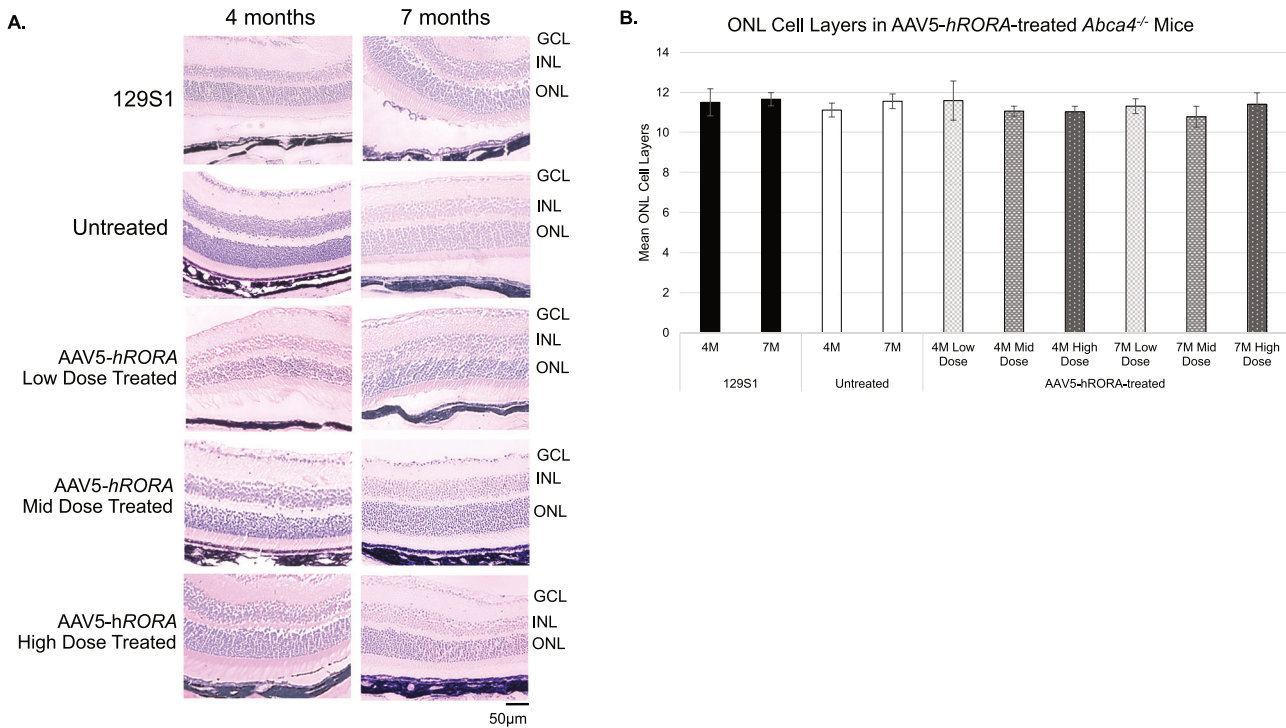 A.
4 months
7 months
129S1
GCL
INL
ONL
Untreated
GCL
INL
ONL
AAV5-hRORA
Low Dose Treated
GCL
INL
ONL
AAV5-hRORA
Mid Dose Treated
GCL
INL
ONL
AAV5-hRORA
High Dose Treated
GCL
INL
ONL
50µm
B.
ONL Cell Layers in AAV5-hRORA-treated Abca4-/- Mice
Mean ONL Cell Layers
14
12
10
8
6
4
2
0
4M
7M
4M
7M
4M Low
Dose
4M Mid
Dose
4M High
Dose
7M Low
Dose
7M Mid
Dose
7M High
Dose
129S1
Untreated
AAV5-hRORA-treated